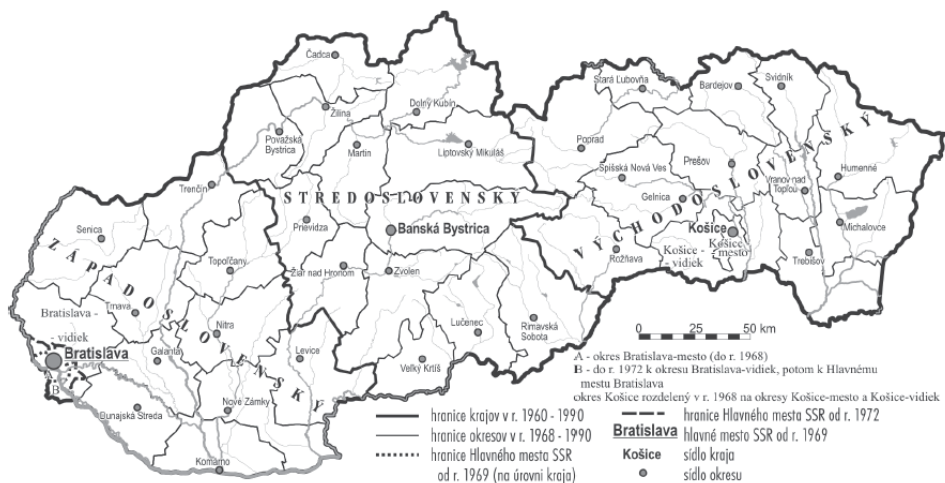 Čadca
Stará Ľubovňa
Svidník
Bardejov
Dolný Kubín
Žilina
Považská
Bystrica
Martin
Liptovský Mikuláš
Poprad
Spišská Nová Ves
Prešov
Vranov nad
Topľou
Humenné
Gelnica
Trenčín
STREDOSLOVENSKÝ
VÝCHODOSLOVENSKÝ
ZÁPADOSLOVENSKÝ
Senica
Prievidza
Banská Bystrica
Košice
Košice -
mesto
Košice -
vidiek
Michalovce
Rožňava
Trebišov
Topoľčany
Žiar nad Hronom
Zvolen
Trnava
Bratislava -
vidiek
Nitra
Lučenec
Rimavská
Sobota
Bratislava
A
B
Galanta
Levice
Veľký Krtíš
Dunajská Streda
Nové Zámky
Komárno
0 25 50 km
A - okres Bratislava-mesto (do r. 1968)
B - do r. 1972 k okresu Bratislava-vidiek, potom k Hlavnému
mestu Bratislava
okres Košice rozdelený v r. 1968 na okresy Košice-mesto a Košice-vidiek
hranice krajov v r. 1960 - 1990
hranice okresov v r. 1968 - 1990
hranice Hlavného mesta SSR
od r. 1969 (na úrovni kraja)
hranice Hlavného mesta SSR od r. 1972
Bratislava hlavné mesto SSR od r. 1969
Košice sídlo kraja
sídlo okresu